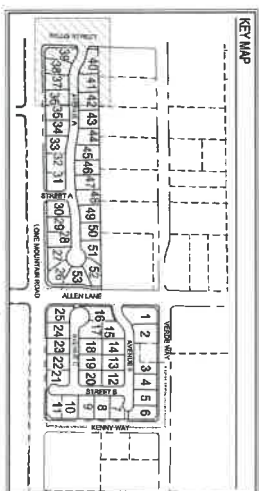 KEY MAP
40 41 42 43 44 45 46 47 48 49 50 51 52
39 38 37 36 35 34 33 32 31
STREET A
30 29 28 27 26
53
LONE MOUNTAIN ROAD
ALLEN LANE
VERDE WAY
1 2 3 4 5 6
16 17 15 14 13 12 7
18 19 20
STREET B
25 24 23 22 21
11 10 9 8
KENNY WAY